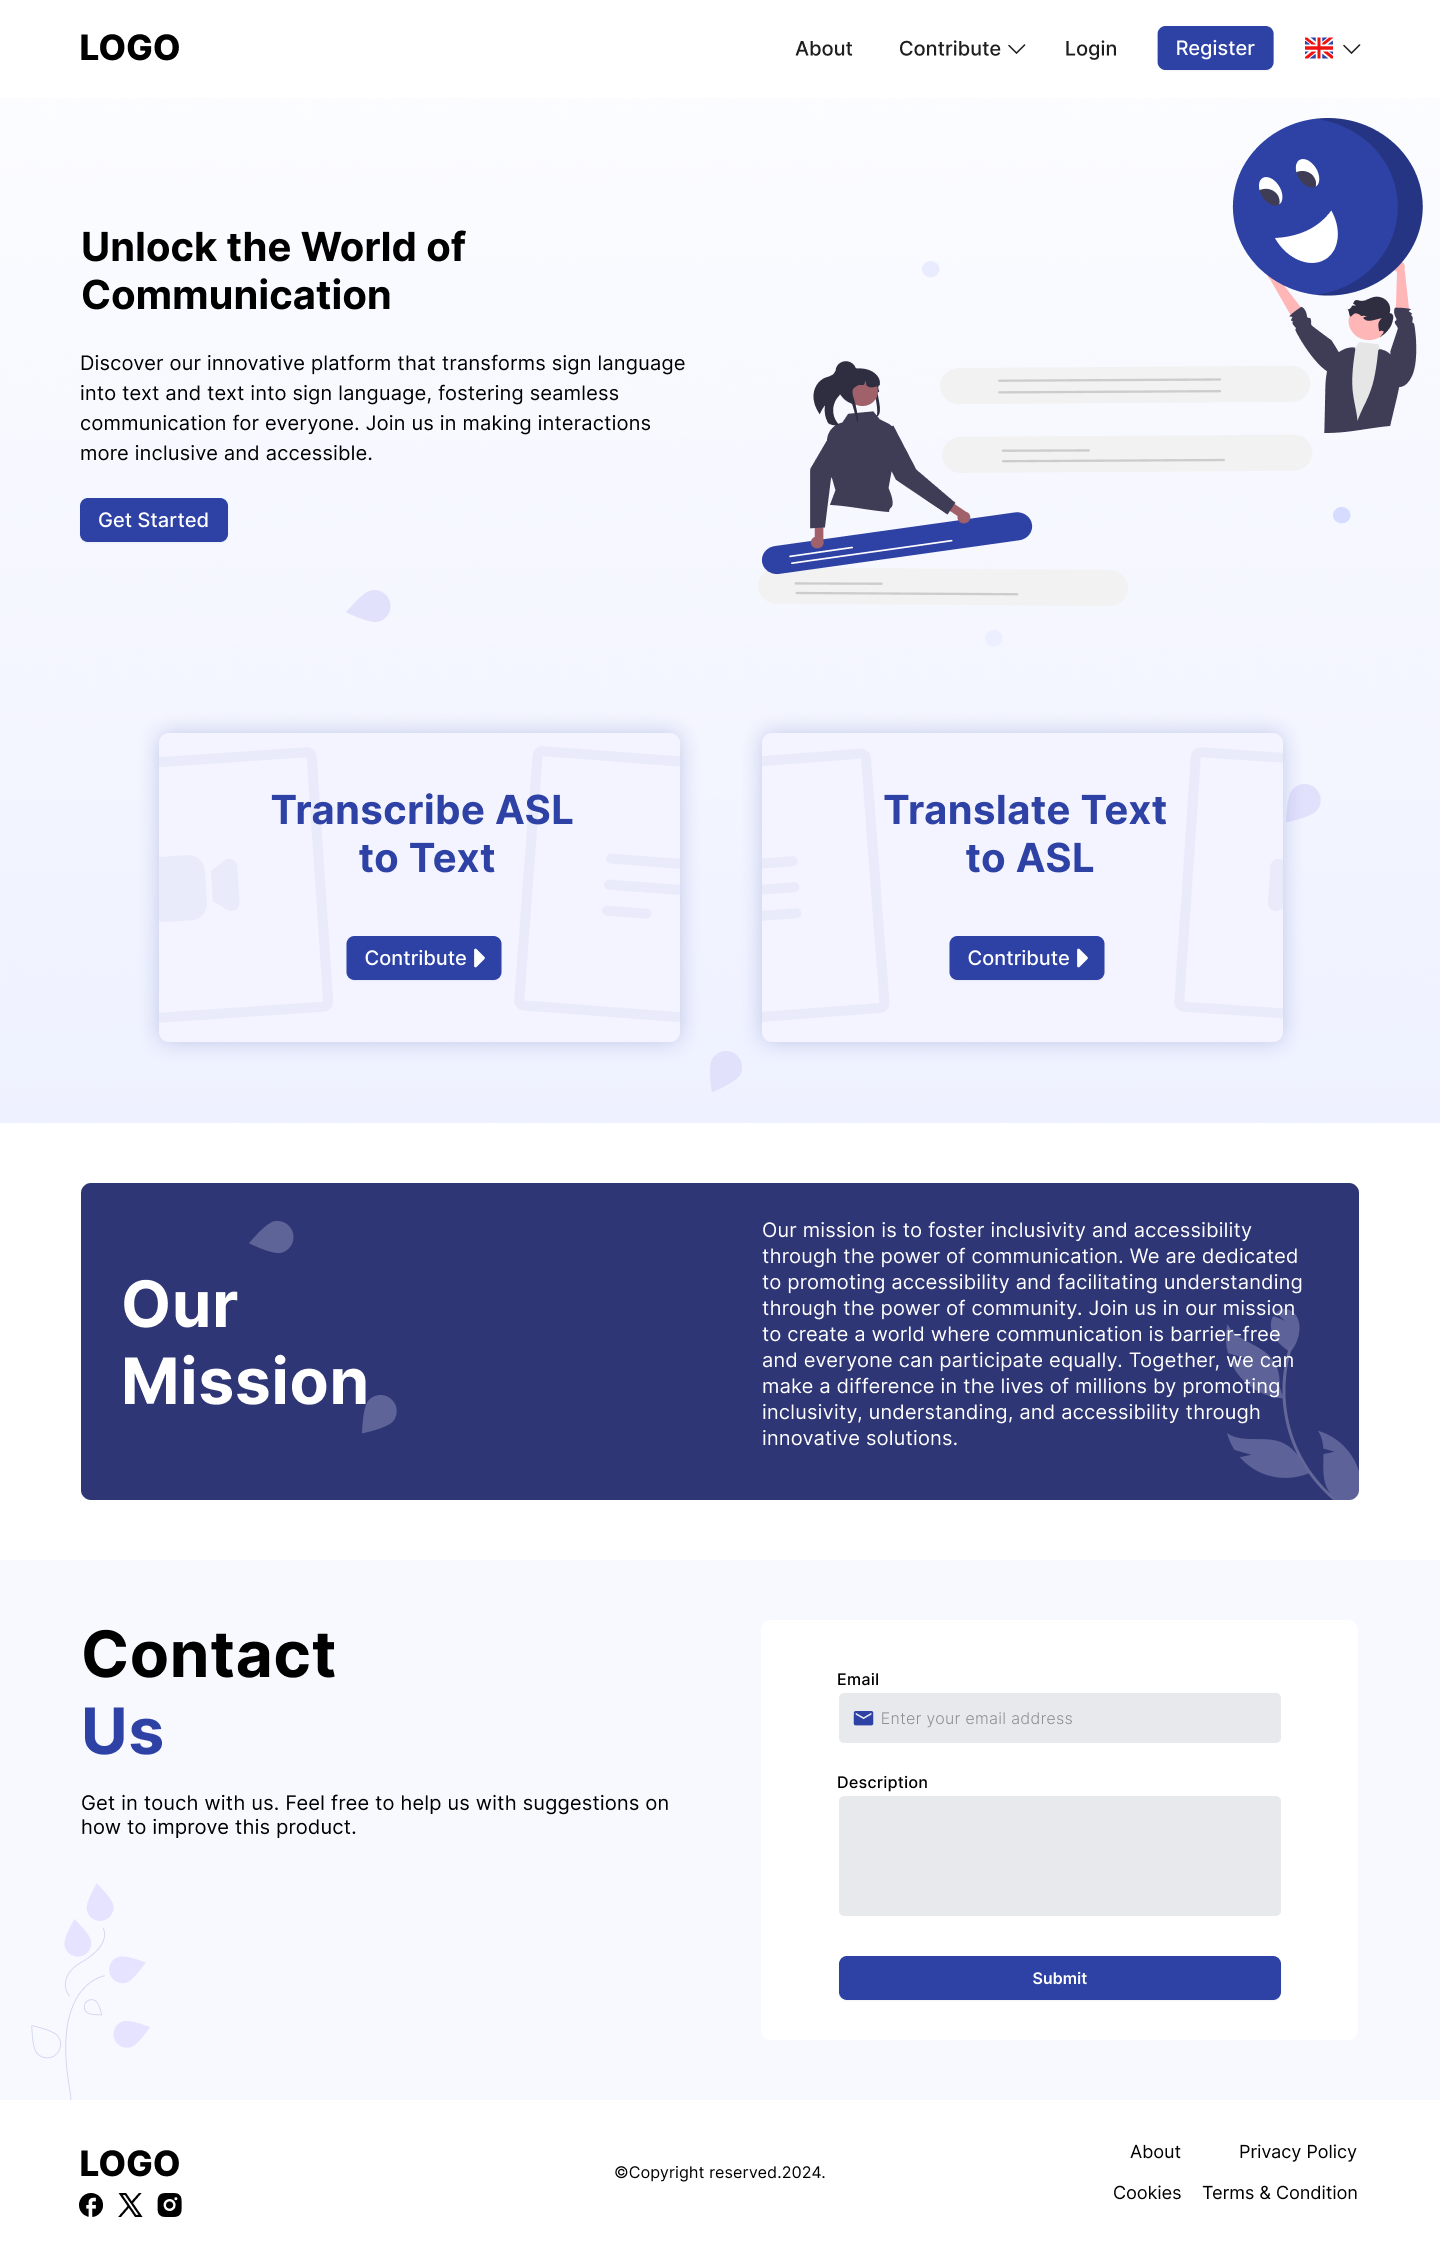 LOGO
About
Contribute
Login
Register
Unlock the World of
Communication
Discover our innovative platform that transforms sign language
into text and text into sign language, fostering seamless
communication for everyone. Join us in making interactions
more inclusive and accessible.
Get Started
Transcribe ASL
to Text
Contribute
Translate Text
to ASL
Contribute
Our
Mission
Our mission is to foster inclusivity and accessibility
through the power of communication. We are dedicated
to promoting accessibility and facilitating understanding
through the power of community. Join us in our mission
to create a world where communication is barrier-free
and everyone can participate equally. Together, we can
make a difference in the lives of millions by promoting
inclusivity, understanding, and accessibility through
innovative solutions.
Contact
Us
Get in touch with us. Feel free to help us with suggestions on
how to improve this product.
Email
Enter your email address
Description
Submit
LOGO
©Copyright reserved.2024.
About
Privacy Policy
Cookies
Terms & Condition